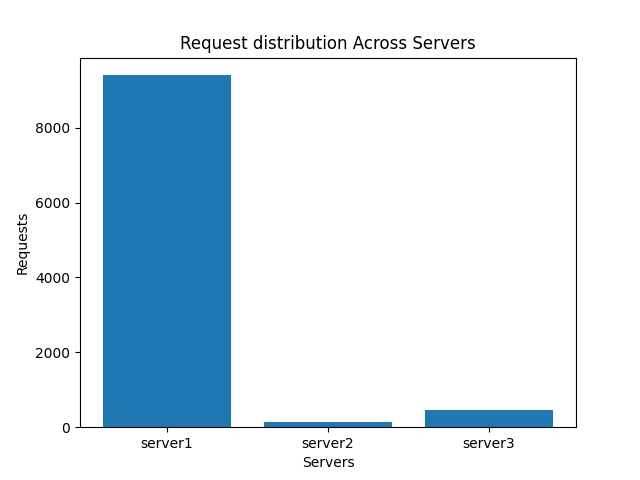 Request distribution Across Servers
Requests
8000
6000
4000
2000
0
server1 server2 server3
Servers